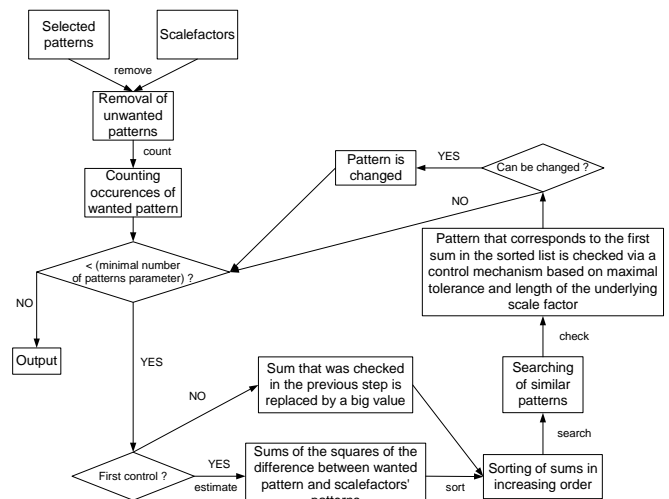 Selected
patterns
Scalefactors
remove
Removal of
unwanted
patterns
count
Counting
occurences of
wanted pattern
Pattern is
changed
YES
Can be changed ?
NO
< (minimal number
of patterns parameter) ?
NO
Output
YES
Pattern that corresponds to the first
sum in the sorted list is checked via a
control mechanism based on maximal
tolerance and length of the underlying
scale factor
check
Searching of
similar
patterns
search
NO
Sum that was checked
in the previous step is
replaced by a big value
First control ?
YES
estimate
Sums of the squares of the
difference between wanted
pattern and scalefactors'
patterns
sort
Sorting of sums in
increasing order